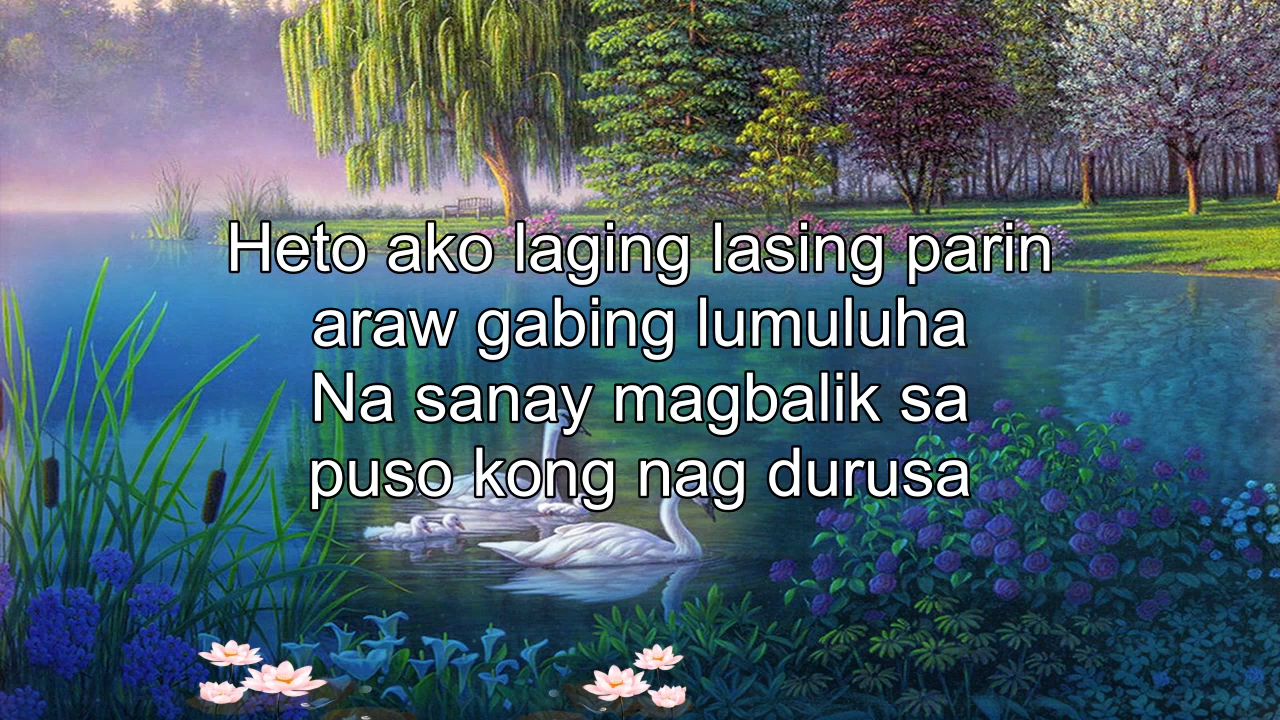 Heto ako laging lasing parin
araw gabing lumuluha
Na sanay magbalik sa
puso kong nag durusa